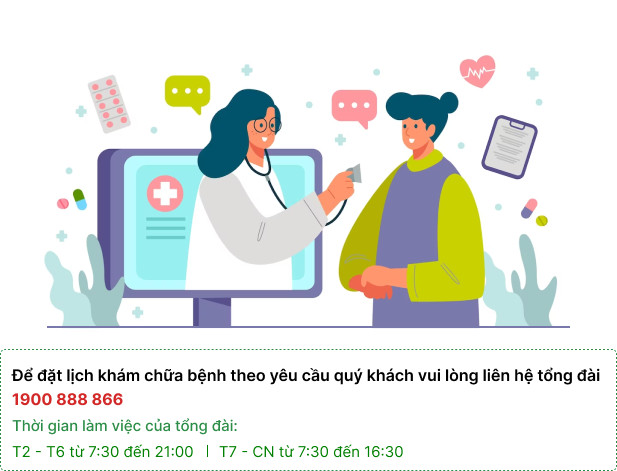 Để đặt lịch khám chữa bệnh theo yêu cầu quý khách vui lòng liên hệ tổng đài
1900 888 866
Thời gian làm việc của tổng đài:
T2 - T6 từ 7:30 đến 21:00 | T7 - CN từ 7:30 đến 16:30